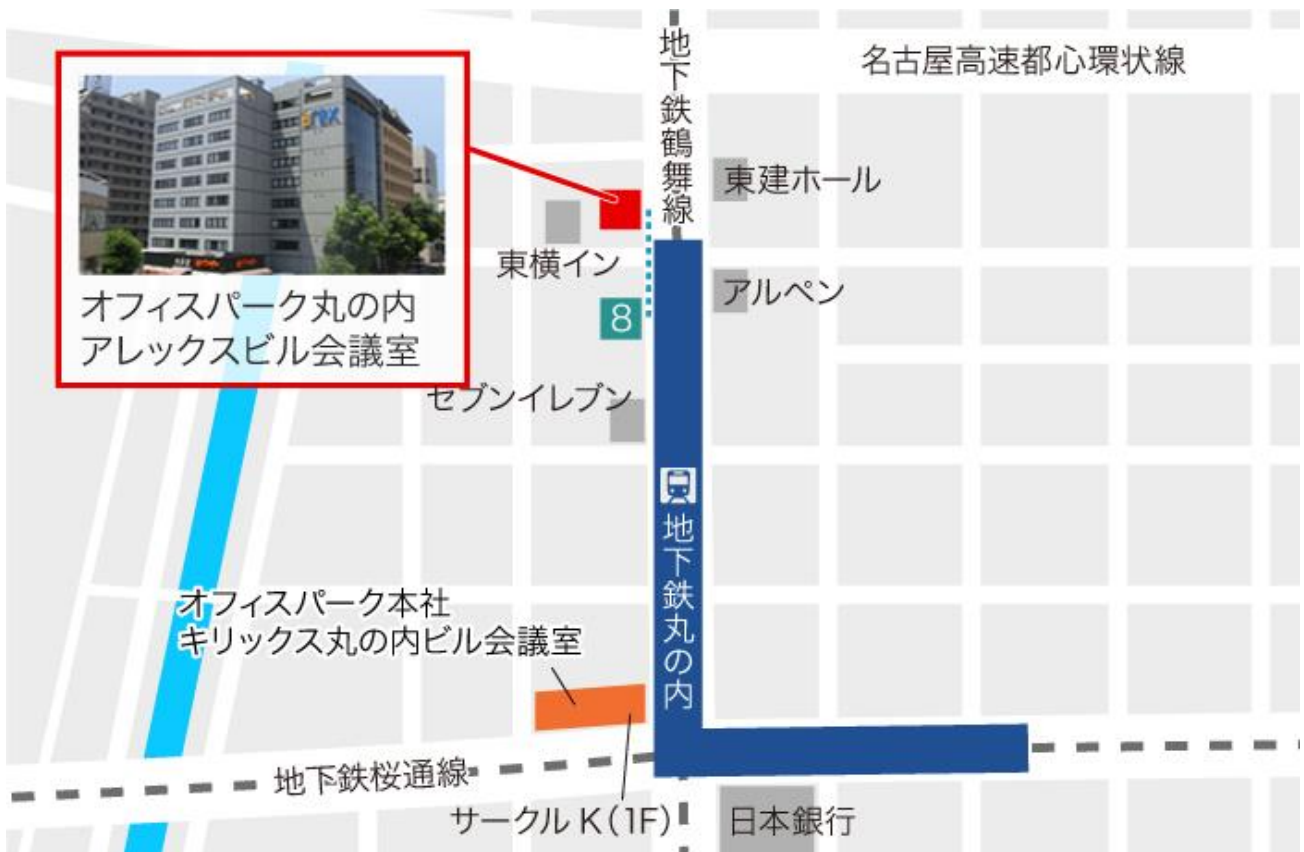 名古屋高速都心環状線
地下鉄鶴舞線
arex
東建ホール
東横イン
アルペン
オフィスパーク丸の内
アレックスビル会議室
8
セブンイレブン
地下鉄丸の内
オフィスパーク本社
キリックス丸の内ビル会議室
地下鉄桜通線
サークルK(1F)
日本銀行